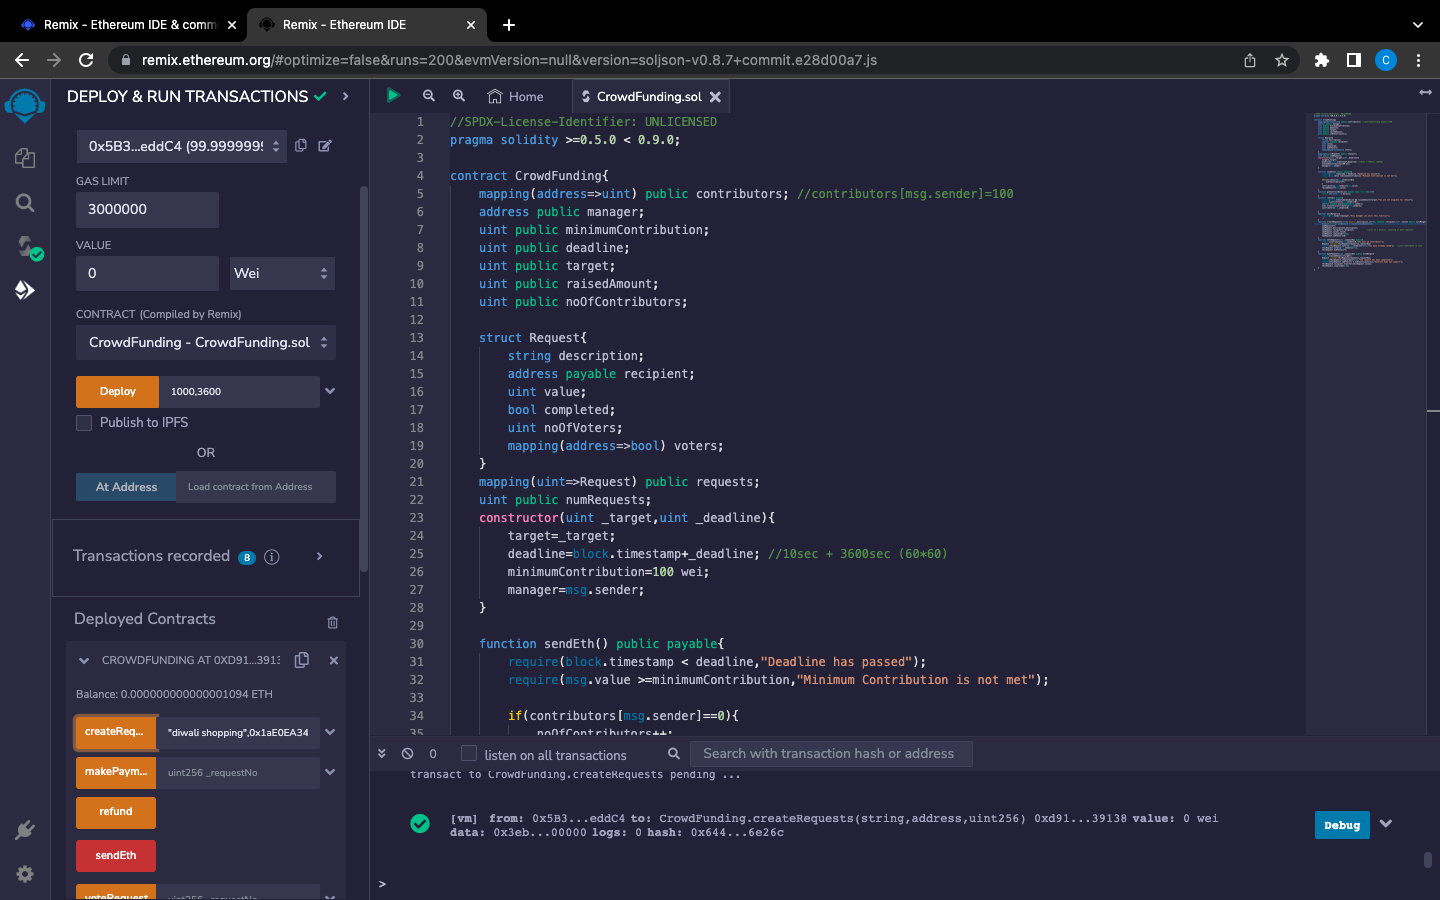 Remix - Ethereum IDE & comm
Remix - Ethereum IDE
remix.ethereum.org/#optimize=false&runs=200&evmVersion=null&version=soljson-v0.8.7+commit.e28d00a7.js
C
DEPLOY & RUN TRANSACTIONS
0x5B3...eddC4 (99.9999999
GAS LIMIT
3000000
VALUE
0
Wei
CONTRACT (Compiled by Remix)
CrowdFunding - CrowdFunding.sol
Deploy
1000,3600
Publish to IPFS
OR
At Address
Load contract from Address
Transactions recorded 8 i
Deployed Contracts
CROWDFUNDING AT 0XD91...3913
Balance: 0.000000000000001094 ETH
createReq...
"diwali shopping",0x1aE0EA34
makePaym...
uint256 _requestNo
refund
sendEth
voteRequest
uint256 _requestNo
Home
CrowdFunding.sol
1 //SPDX-License-Identifier: UNLICENSED
2 pragma solidity >=0.5.0 < 0.9.0;
3
4 contract CrowdFunding{
5 mapping(address=>uint) public contributors; //contributors[msg.sender]=100
6 address public manager;
7 uint public minimumContribution;
8 uint public deadline;
9 uint public target;
10 uint public raisedAmount;
11 uint public noOfContributors;
12
13 struct Request{
14 string description;
15 address payable recipient;
16 uint value;
17 bool completed;
18 uint noOfVoters;
19 mapping(address=>bool) voters;
20 }
21 mapping(uint=>Request) public requests;
22 uint public numRequests;
23 constructor(uint _target,uint _deadline){
24 target=_target;
25 deadline=block.timestamp+_deadline; //10sec + 3600sec (60*60)
26 minimumContribution=100 wei;
27 manager=msg.sender;
28 }
29
30 function sendEth() public payable{
31 require(block.timestamp < deadline,"Deadline has passed");
32 require(msg.value >=minimumContribution,"Minimum Contribution is not met");
33
34 if(contributors[msg.sender]==0){
35 noOfContributors++;
0
listen on all transactions
Search with transaction hash or address
transact to CrowdFunding.createRequests pending ...
[vm] from: 0x5B3...eddC4 to: CrowdFunding.createRequests(string,address,uint256) 0xd91...39138 value: 0 wei
data: 0x3eb...00000 logs: 0 hash: 0x644...6e26c
Debug
>